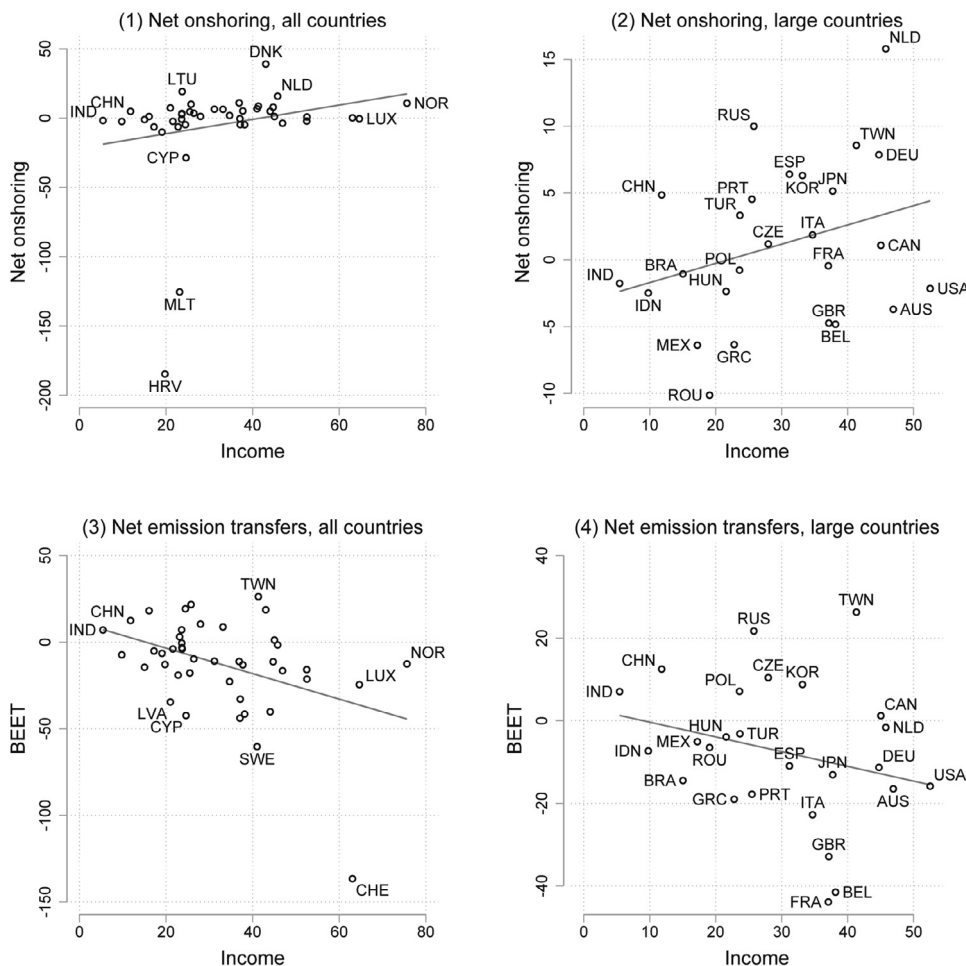 (1) Net onshoring, all countries
Net onshoring
50
0
-50
-100
-150
-200
DNK
LTU
NLD
CHN
IND
NOR
LUX
CYP
MLT
HRV
0 20 40 60 80
Income
(2) Net onshoring, large countries
Net onshoring
15
10
5
0
-5
-10
NLD
RUS
TWN
DEU
ESP
KOR
JPN
CHN
PRT
TUR
ITA
CZE
CAN
FRA
POL
BRA
IND
HUN
IDN
USA
AUS
GBR
BEL
MEX
GRC
ROU
0 10 20 30 40 50
Income
(3) Net emission transfers, all countries
BEET
50
0
-50
-100
-150
TWN
CHN
IND
NOR
LUX
LVA
CYP
SWE
CHE
0 20 40 60 80
Income
(4) Net emission transfers, large countries
BEET
40
20
0
-20
-40
TWN
RUS
CHN
CZE
KOR
POL
IND
CAN
NLD
HUN
TUR
MEX
ROU
IDN
ESP
DEU
JPN
BRA
USA
AUS
GRC
PRT
ITA
GBR
BEL
FRA
0 10 20 30 40 50
Income